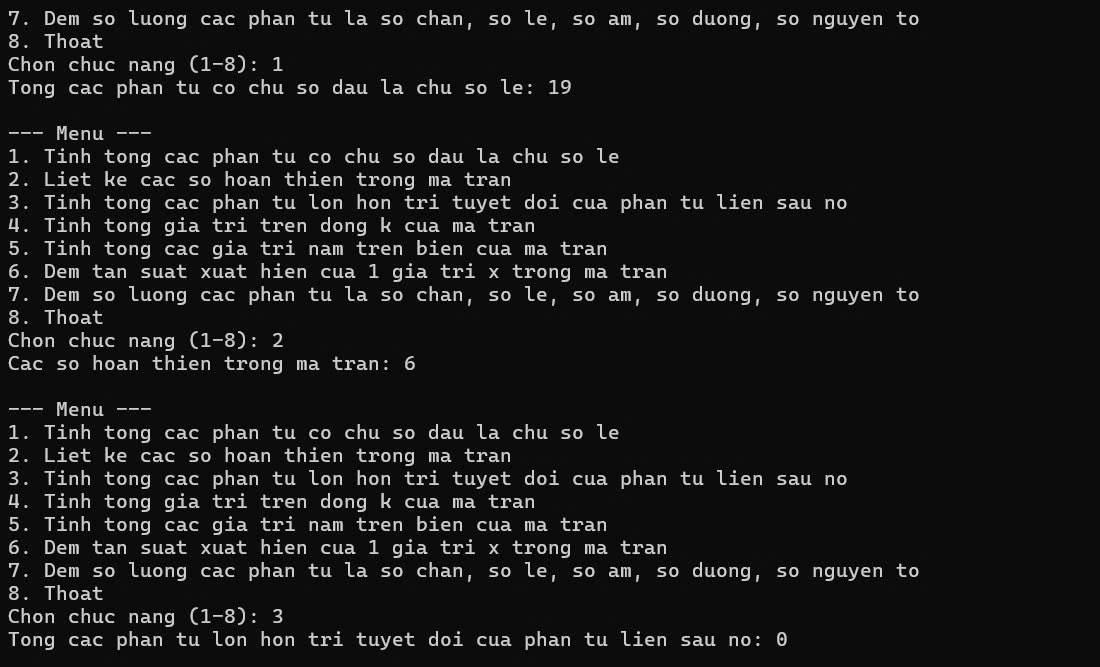 7. Dem so luong cac phan tu la so chan, so le, so am, so duong, so nguyen to
8. Thoat
Chon chuc nang (1-8): 1
Tong cac phan tu co chu so dau la chu so le: 19
--- Menu ---
1. Tinh tong cac phan tu co chu so dau la chu so le
2. Liet ke cac so hoan thien trong ma tran
3. Tinh tong cac phan tu lon hon tri tuyet doi cua phan tu lien sau no
4. Tinh tong gia tri tren dong k cua ma tran
5. Tinh tong cac gia tri nam tren bien cua ma tran
6. Dem tan suat xuat hien cua 1 gia tri x trong ma tran
7. Dem so luong cac phan tu la so chan, so le, so am, so duong, so nguyen to
8. Thoat
Chon chuc nang (1-8): 2
Cac so hoan thien trong ma tran: 6
--- Menu ---
1. Tinh tong cac phan tu co chu so dau la chu so le
2. Liet ke cac so hoan thien trong ma tran
3. Tinh tong cac phan tu lon hon tri tuyet doi cua phan tu lien sau no
4. Tinh tong gia tri tren dong k cua ma tran
5. Tinh tong cac gia tri nam tren bien cua ma tran
6. Dem tan suat xuat hien cua 1 gia tri x trong ma tran
7. Dem so luong cac phan tu la so chan, so le, so am, so duong, so nguyen to
8. Thoat
Chon chuc nang (1-8): 3
Tong cac phan tu lon hon tri tuyet doi cua phan tu lien sau no: 0